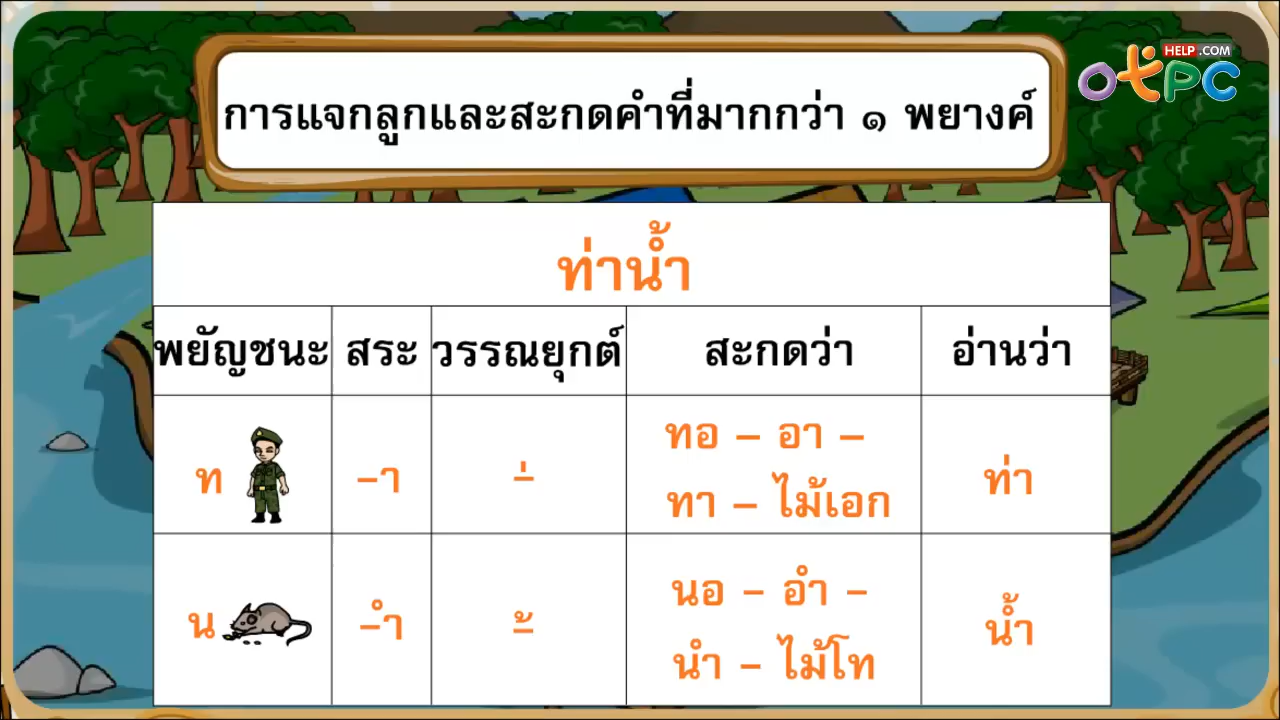 การแจกลูกและสะกดคำที่มากกว่า ๑ พยางค์
HELP .COM
OTPC
ท่าน้ำ
พยัญชนะ สระ วรรณยุกต์ สะกดว่า อ่านว่า
ทอ – อา –
ท –า –่ ท่า
ทา – ไม้เอก
นอ – อำ –
น –ำ –้ น้ำ
นำ – ไม้โท